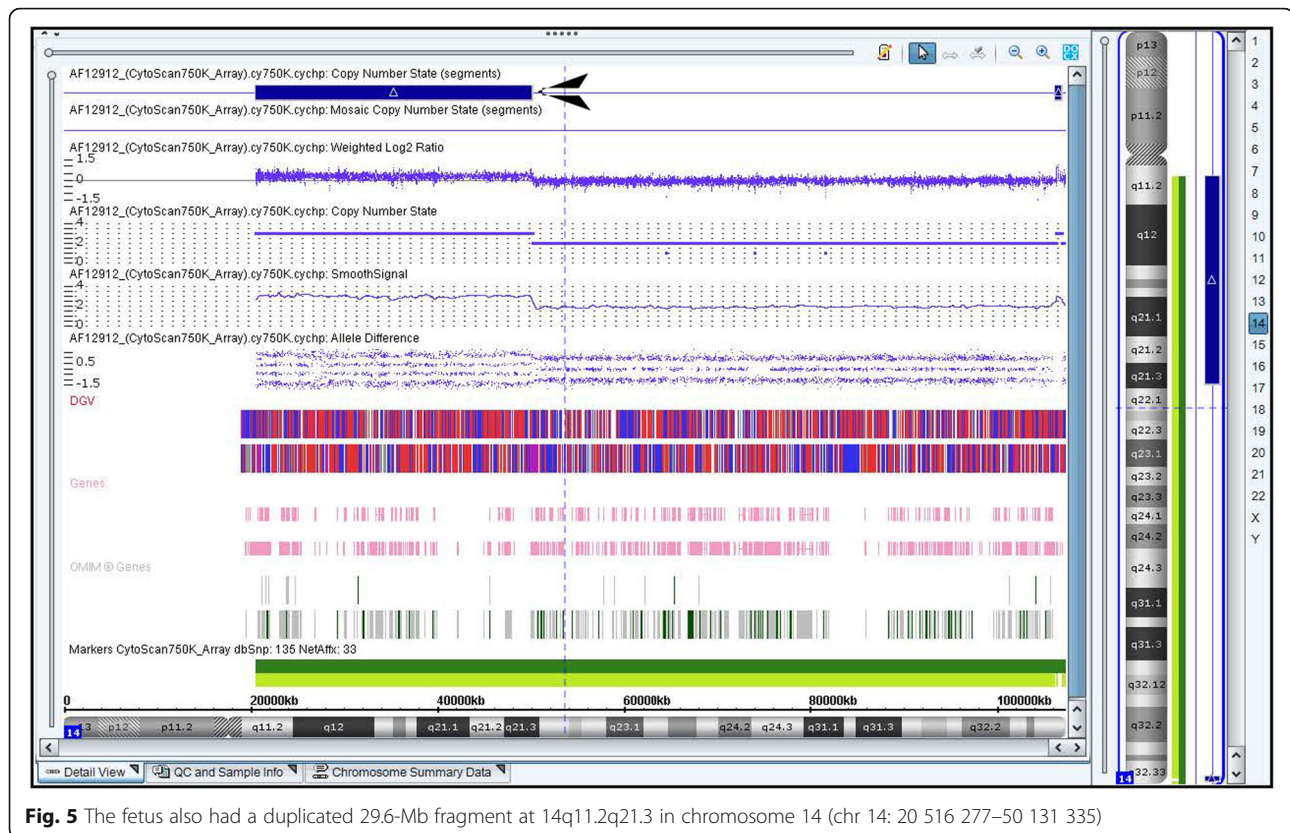 AF12912_(CytoScan750K_Array).cy750K.cychp: Copy Number State (segments)
AF12912_(CytoScan750K_Array).cy750K.cychp: Mosaic Copy Number State (segments)
AF12912_(CytoScan750K_Array).cy750K.cychp: Weighted Log2 Ratio
1.5
0
-1.5
AF12912_(CytoScan750K_Array).cy750K.cychp: Copy Number State
4
2
0
AF12912_(CytoScan750K_Array).cy750K.cychp: SmoothSignal
4
2
0
AF12912_(CytoScan750K_Array).cy750K.cychp: Allele Difference
0.5
-1.5
DGV
Genes
OMIM ® Genes
Markers CytoScan750K_Array dbSnp: 135 NetAffx: 33
0 20000kb 40000kb 60000kb 80000kb 100000kb
14 13 p12 p11.2 q11.2 q12 q21.1 q21.2 q21.3 q23.1 q24.2 q24.3 q31.1 q31.3 q32.2
Detail View QC and Sample Info Chromosome Summary Data
DO
CX
p13
p12
p11.2
q11.2
q12
q21.1
q21.2
q21.3
q22.1
q22.3
q23.1
q23.2
q23.3
q24.1
q24.2
q24.3
q31.1
q31.3
q32.12
q32.2
14 32.33
1
2
3
4
5
6
7
8
9
10
11
12
13
14
15
16
17
18
19
20
21
22
X
Y
Fig. 5 The fetus also had a duplicated 29.6-Mb fragment at 14q11.2q21.3 in chromosome 14 (chr 14: 20 516 277–50 131 335)